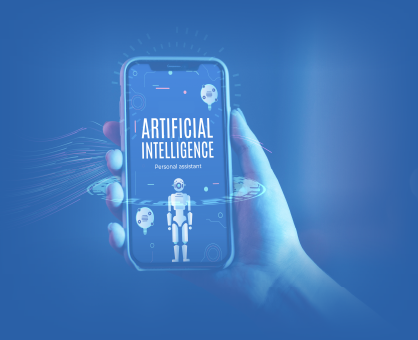 ARTIFICIAL
INTELLIGENCE
Personal assistant